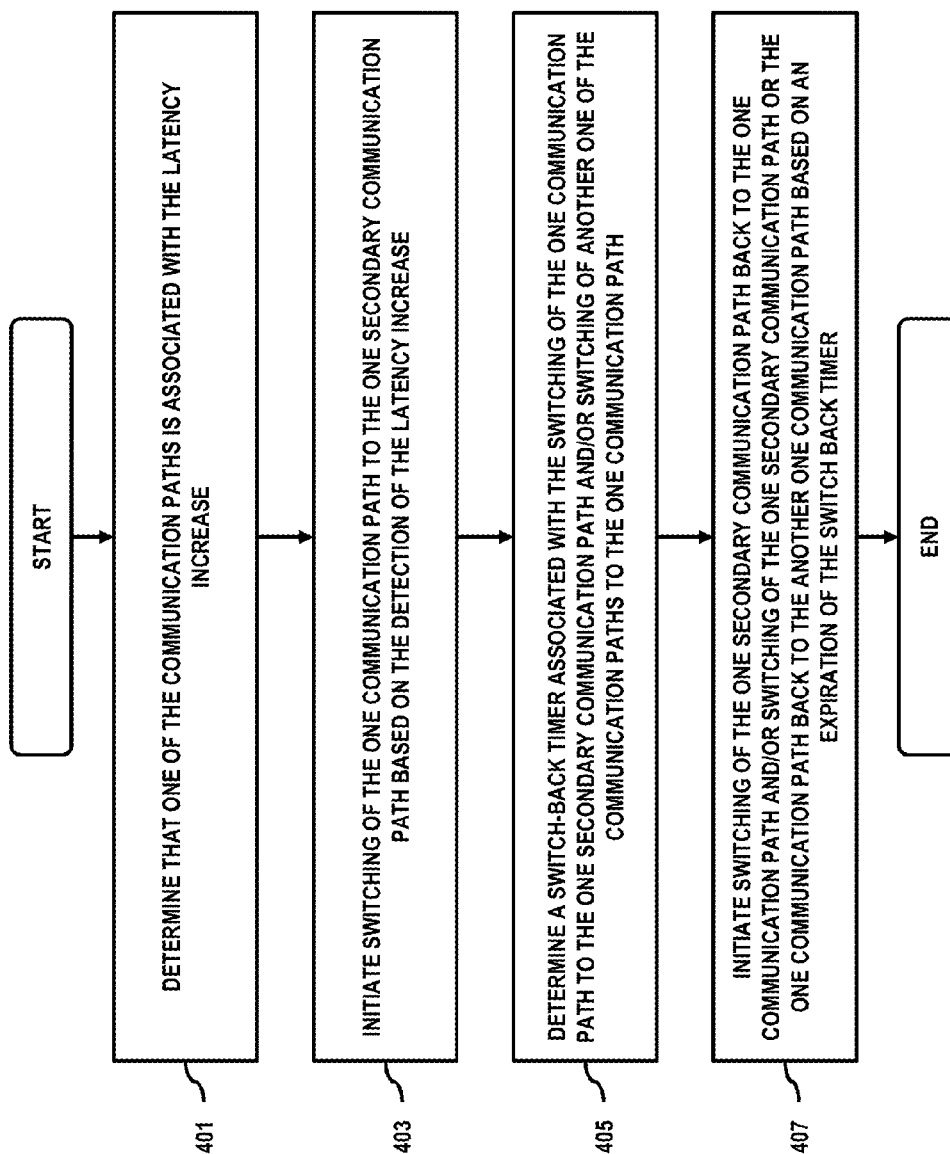 START
DETERMINE THAT ONE OF THE COMMUNICATION PATHS IS ASSOCIATED WITH THE LATENCY
INCREASE
401
INITIATE SWITCHING OF THE ONE COMMUNICATION PATH TO THE ONE SECONDARY COMMUNICATION
PATH BASED ON THE DETECTION OF THE LATENCY INCREASE
403
DETERMINE A SWITCH-BACK TIMER ASSOCIATED WITH THE SWITCHING OF THE ONE COMMUNICATION
PATH TO THE ONE SECONDARY COMMUNICATION PATH AND/OR SWITCHING OF ANOTHER ONE OF THE
COMMUNICATION PATHS TO THE ONE COMMUNICATION PATH
405
INITIATE SWITCHING OF THE ONE SECONDARY COMMUNICATION PATH BACK TO THE ONE
COMMUNICATION PATH AND/OR SWITCHING OF THE ONE SECONDARY COMMUNICATION PATH OR THE
ONE COMMUNICATION PATH BACK TO THE ANOTHER ONE COMMUNICATION PATH BASED ON AN
EXPIRATION OF THE SWITCH BACK TIMER
407
END